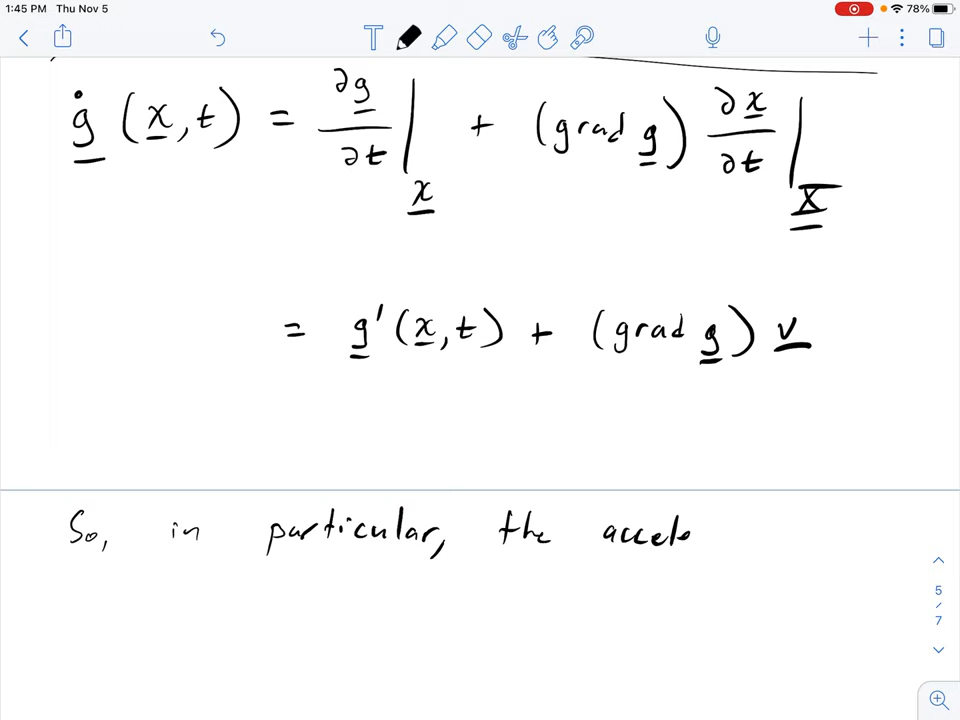 1:45 PM Thu Nov 5 78%
T
ġ (x, t) = ∂g/∂t |x + (grad g) ∂x/∂t |X
= g'(x, t) + (grad g) v
So, in particular, the accele
5
/
7